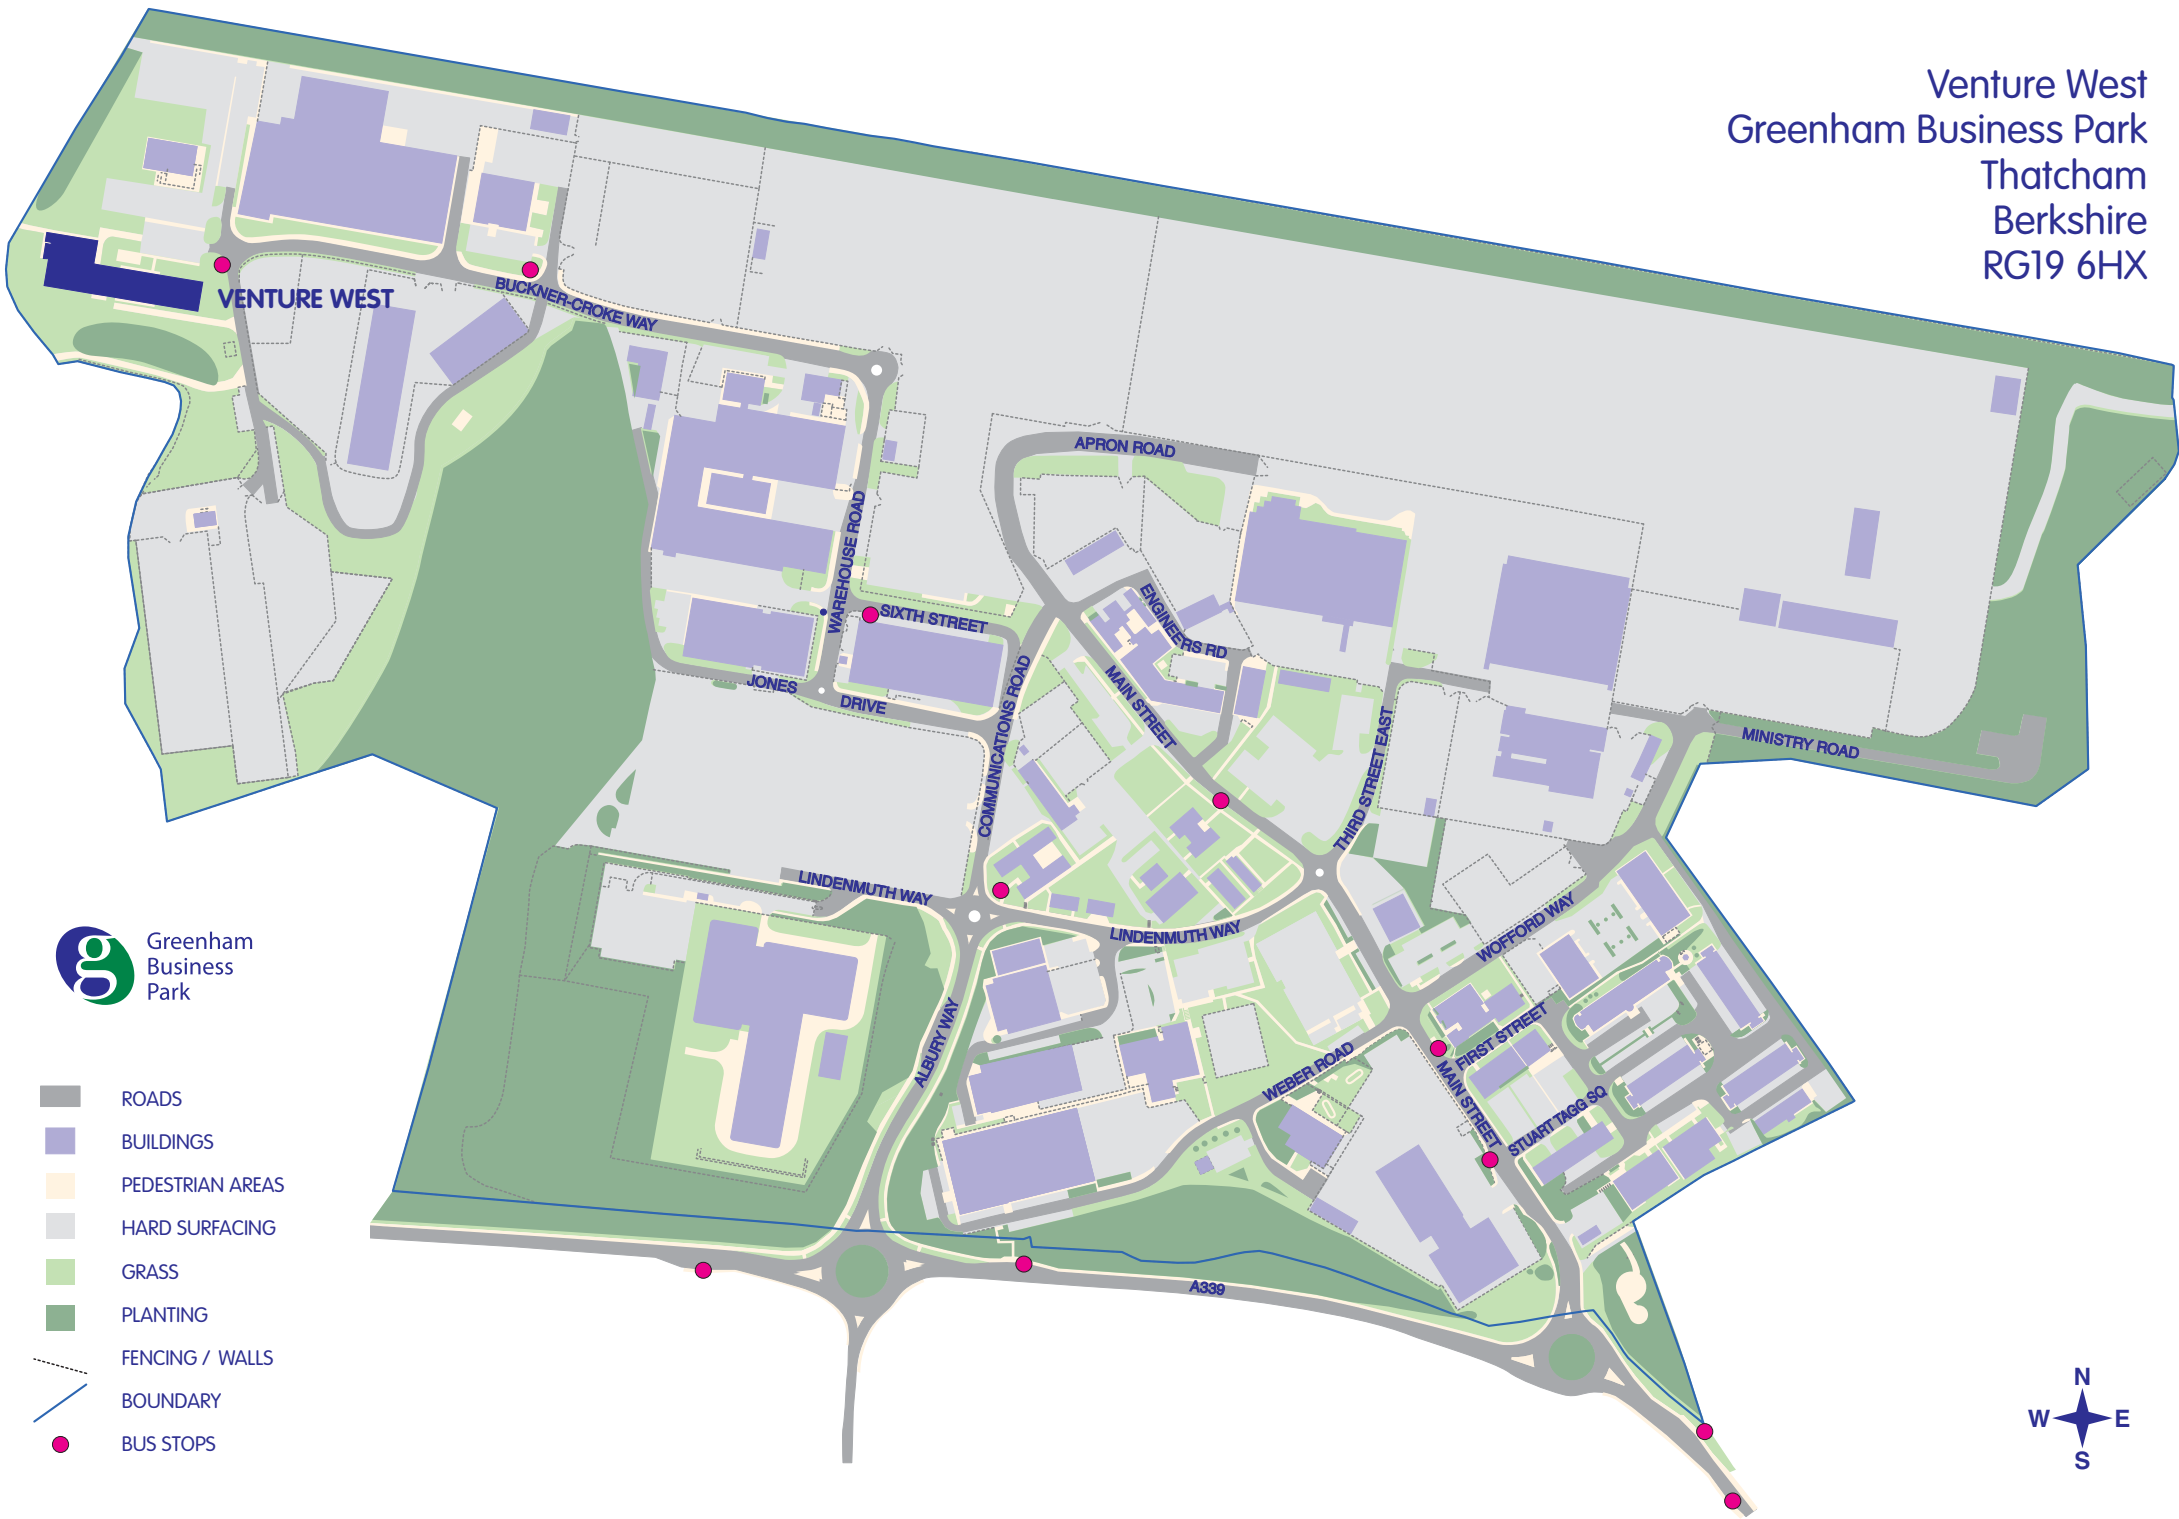 Venture West
Greenham Business Park
Thatcham
Berkshire
RG19 6HX
VENTURE WEST
BUCKNER-CROKE WAY
APRON ROAD
WAREHOUSE ROAD
SIXTH STREET
ENGINEERS RD
JONES
DRIVE
COMMUNICATIONS ROAD
MAIN STREET
THIRD STREET EAST
MINISTRY ROAD
LINDENMUTH WAY
LINDENMUTH WAY
WOFFORD WAY
ALBURY WAY
WEBER ROAD
FIRST STREET
MAIN STREET
STUART TAGG SQ
A339
Greenham
Business
Park
ROADS
BUILDINGS
PEDESTRIAN AREAS
HARD SURFACING
GRASS
PLANTING
FENCING / WALLS
BOUNDARY
BUS STOPS
N
W E
S